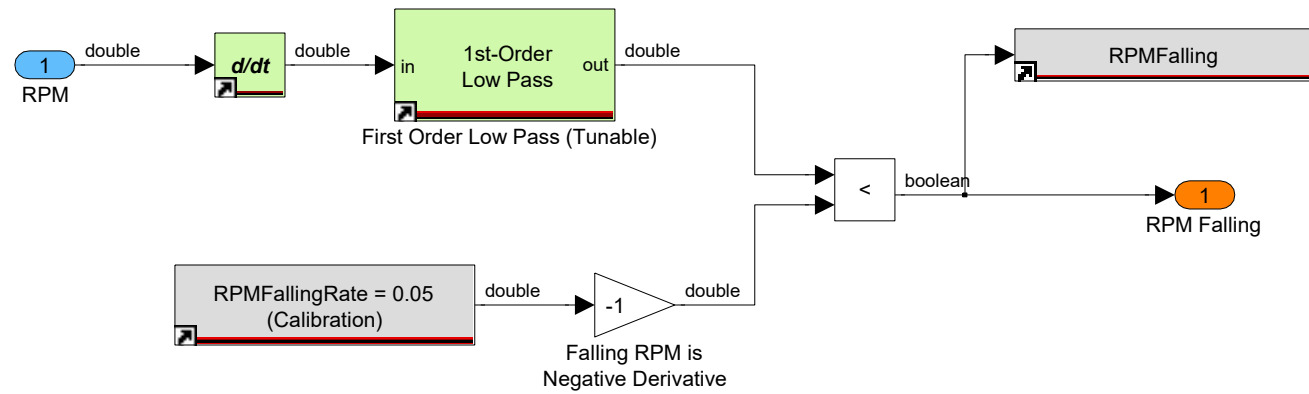 1
RPM
double
d/dt
double
in
1st-Order
Low Pass
out
First Order Low Pass (Tunable)
double
RPMFalling
<
boolean
1
RPM Falling
RPMFallingRate = 0.05
(Calibration)
double
-1
double
Falling RPM is
Negative Derivative